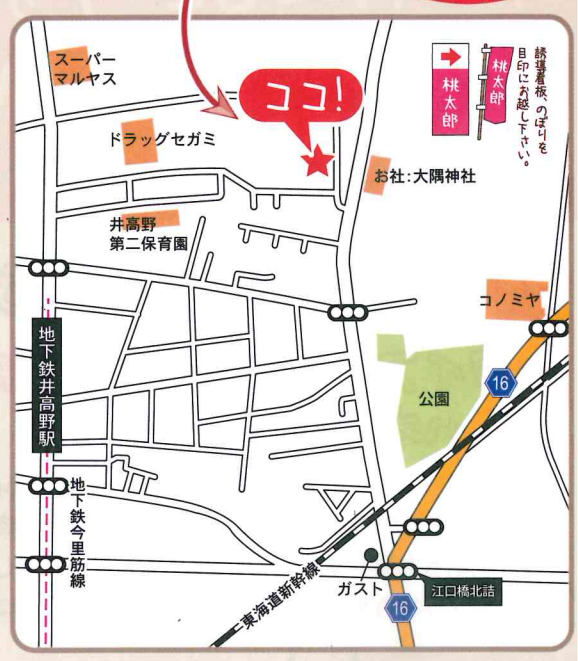 スーパー
マルヤス
ココ!
桃太郎
桃太郎
誘導看板、のぼりを
目印にお越し下さい。
ドラッグセガミ
お社:大隅神社
井高野
第二保育園
コノミヤ
地下鉄井高野駅
公園
16
地下鉄今里筋線
東海道新幹線
ガスト
江口橋北詰
16